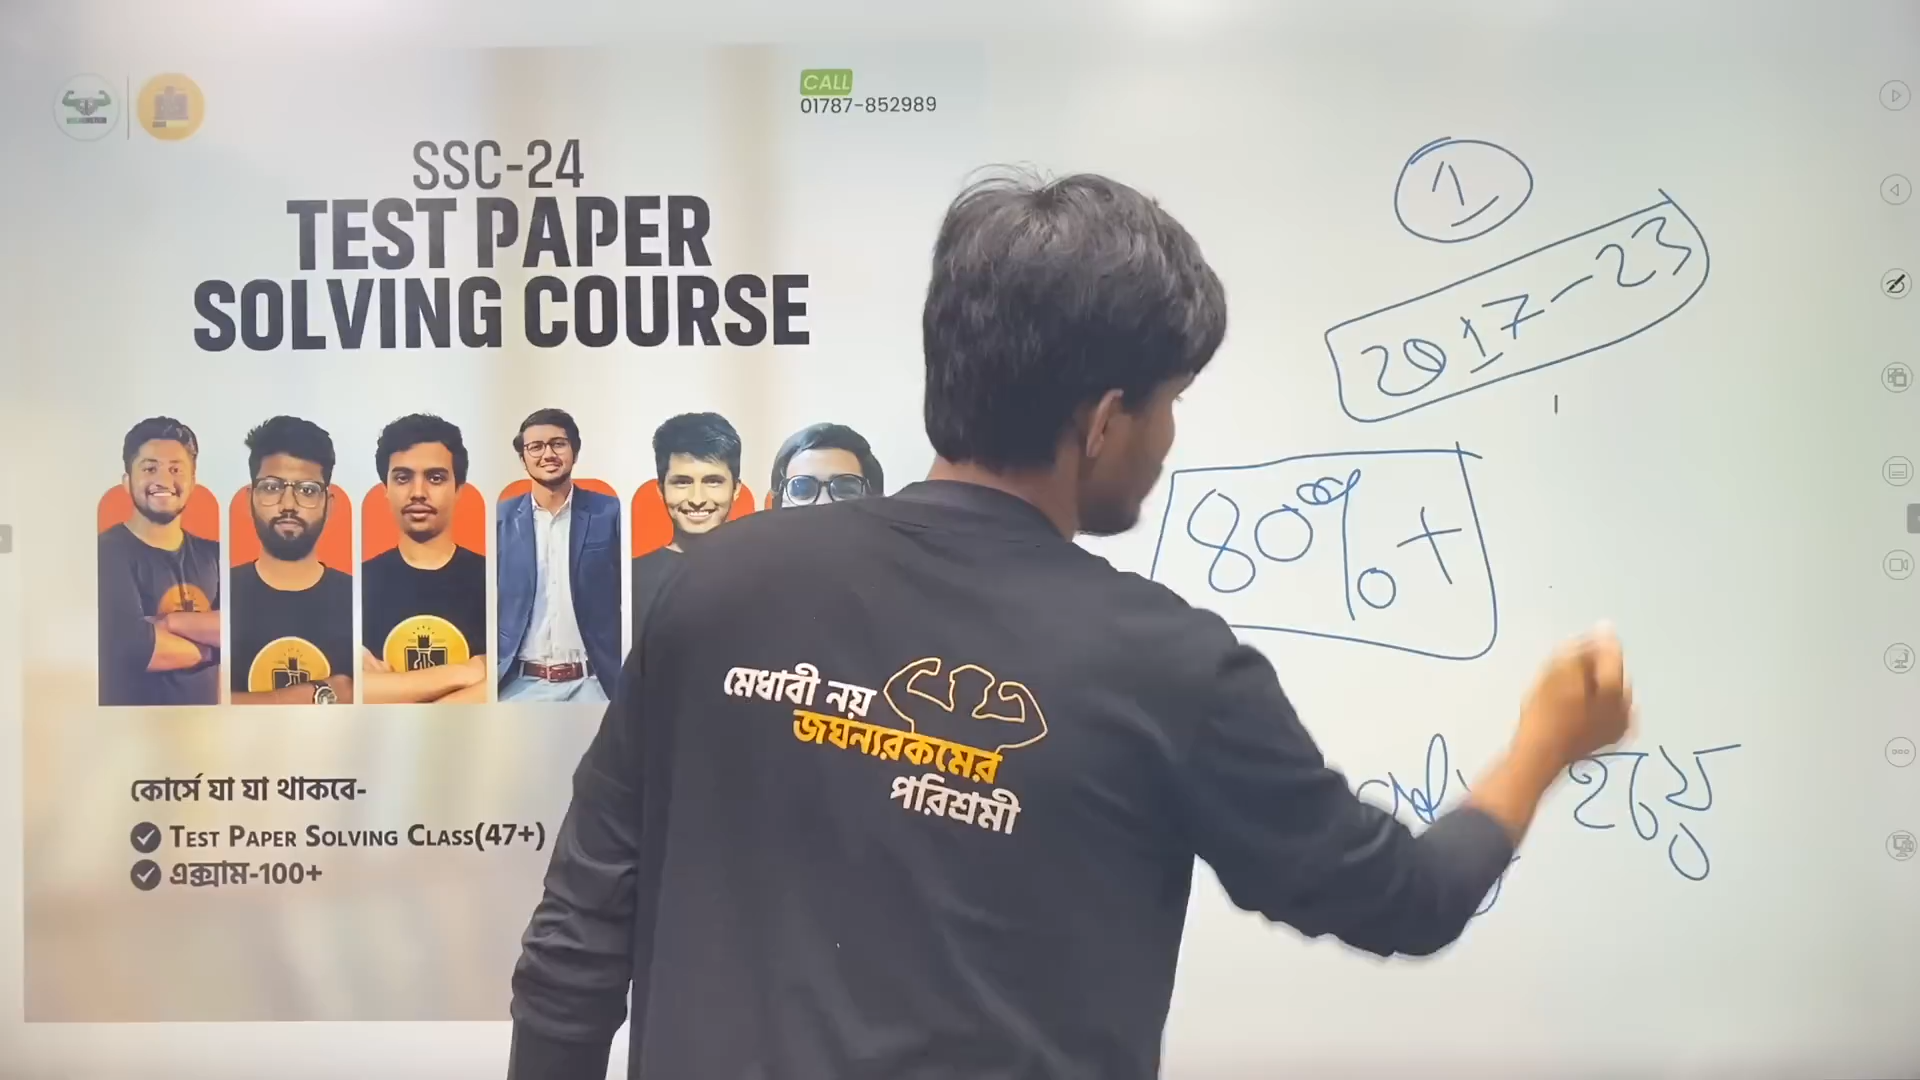 CALL
01787-852989
SSC-24
TEST PAPER
SOLVING COURSE
কোর্সে যা যা থাকবে-
TEST PAPER SOLVING CLASS(47+)
এক্সাম-100+
মেধাবী নয়
জঘন্যরকমের
পরিশ্রমী
1
2017-23
80%+